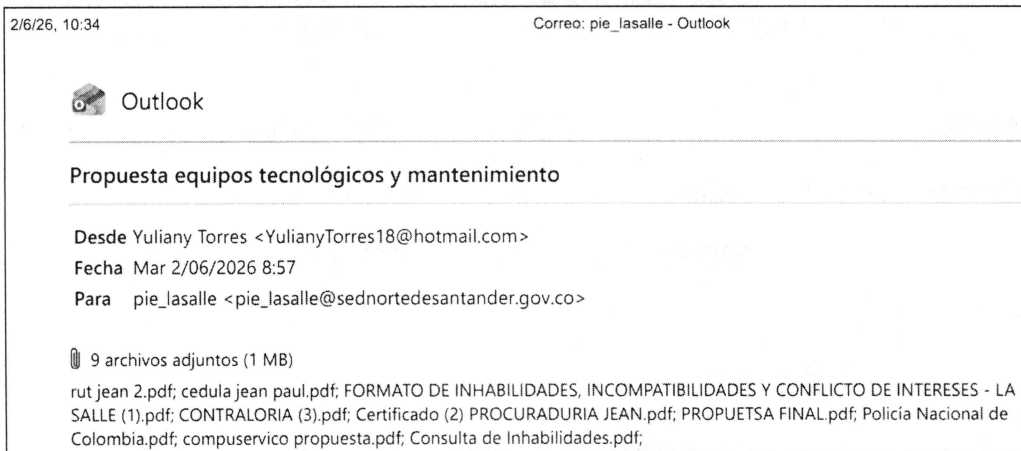 2/6/26, 10:34 Correo: pie_lasalle - Outlook
Outlook
Propuesta equipos tecnológicos y mantenimiento
Desde Yuliany Torres <YulianyTorres18@hotmail.com>
Fecha Mar 2/06/2026 8:57
Para pie_lasalle <pie_lasalle@sednortedesantander.gov.co>
9 archivos adjuntos (1 MB)
rut jean 2.pdf; cedula jean paul.pdf; FORMATO DE INHABILIDADES, INCOMPATIBILIDADES Y CONFLICTO DE INTERESES - LA
SALLE (1).pdf; CONTRALORIA (3).pdf; Certificado (2) PROCURADURIA JEAN.pdf; PROPUETSA FINAL.pdf; Policía Nacional de
Colombia.pdf; compuservico propuesta.pdf; Consulta de Inhabilidades.pdf;